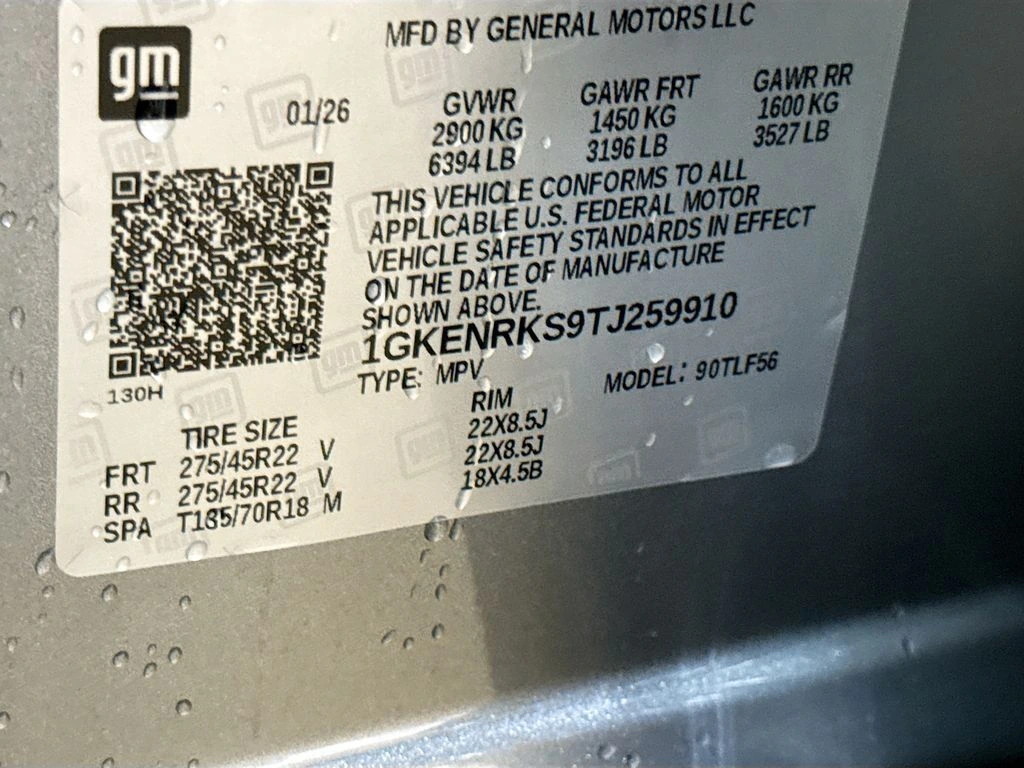 gm
MFD BY GENERAL MOTORS LLC
01/26 GVWR GAWR FRT GAWR RR
2900 KG 1450 KG 1600 KG
6394 LB 3196 LB 3527 LB
THIS VEHICLE CONFORMS TO ALL
APPLICABLE U.S. FEDERAL MOTOR
VEHICLE SAFETY STANDARDS IN EFFECT
ON THE DATE OF MANUFACTURE
SHOWN ABOVE.
1GKENRKS9TJ259910
TYPE: MPV MODEL: 90TLF56
130H
TIRE SIZE RIM
FRT 275/45R22 V 22X8.5J
RR 275/45R22 V 22X8.5J
SPA T185/70R18 M 18X4.5B